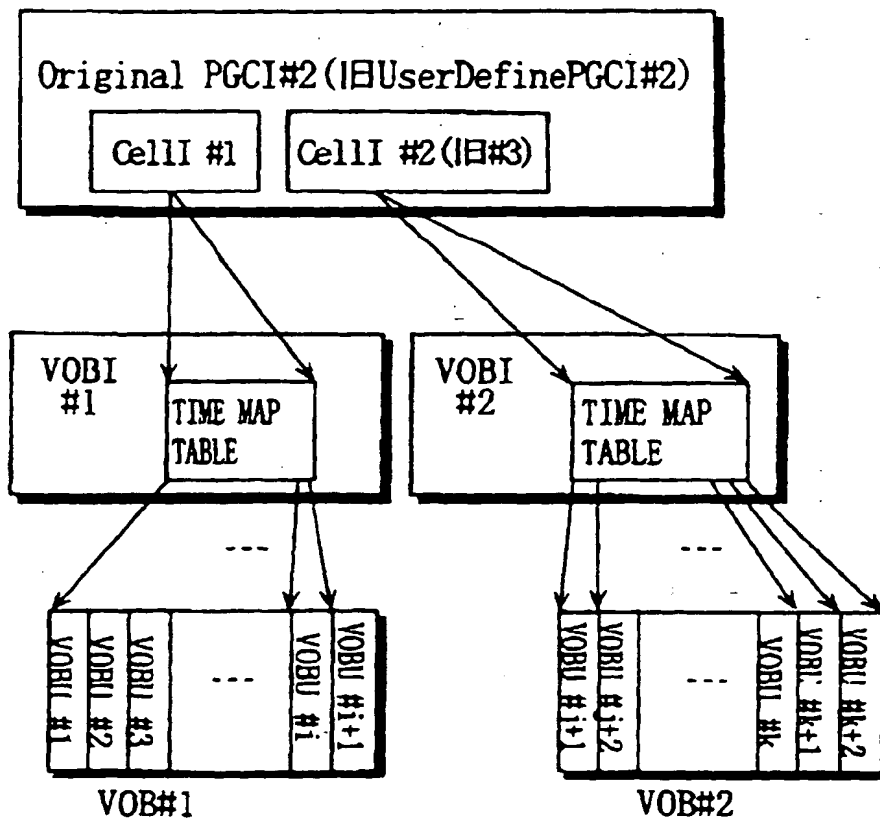 Original PGCI#2(旧UserDefinePGCI#2)
CellI #1
CellI #2(旧#3)
VOBI
#1
TIME MAP
TABLE
VOBI
#2
TIME MAP
TABLE
---
---
VOBU #1
VOBU #2
VOBU #3
---
VOBU #i
VOBU #i+1
VOBU #j+1
VOBU #j+2
---
VOBU #k
VOBU #k+1
VOBU #k+2
VOB#1
VOB#2